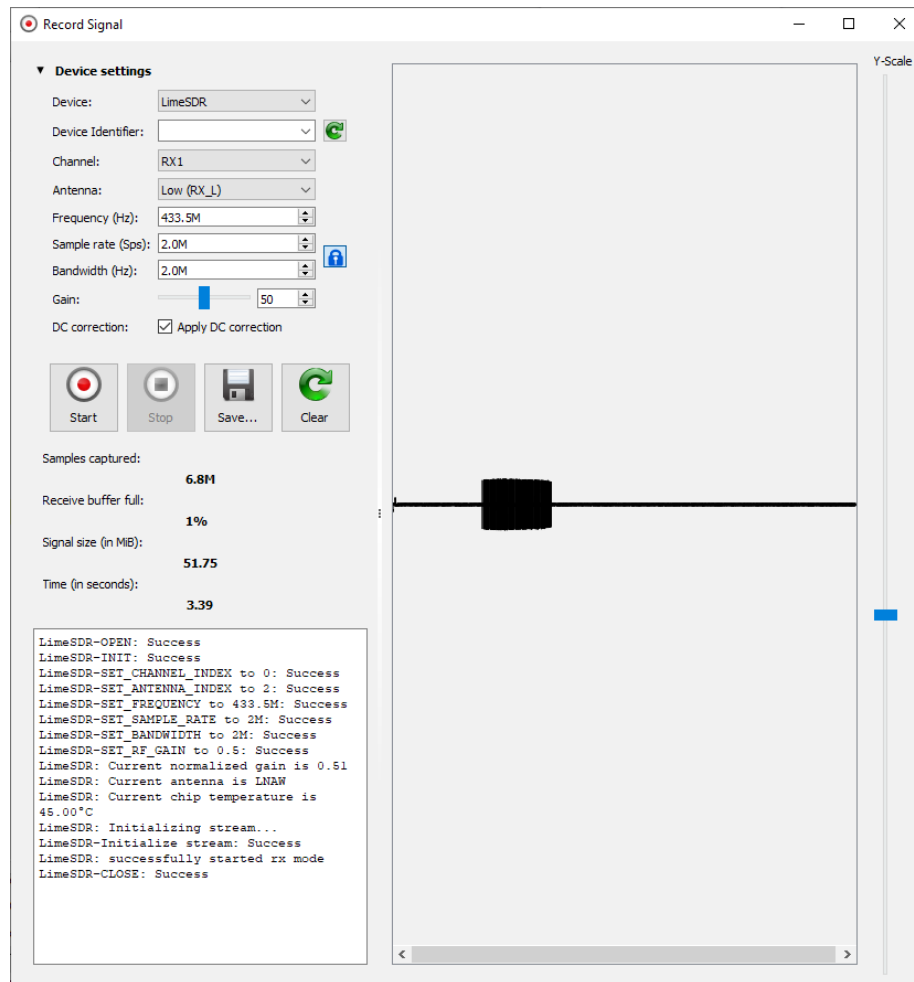 Record Signal
Y-Scale
Device settings
Device: LimeSDR
Device Identifier:
Channel: RX1
Antenna: Low (RX_L)
Frequency (Hz): 433.5M
Sample rate (Sps): 2.0M
Bandwidth (Hz): 2.0M
Gain: 50
DC correction: Apply DC correction
Start Stop Save... Clear
Samples captured:
6.8M
Receive buffer full:
1%
Signal size (in MiB):
51.75
Time (in seconds):
3.39
LimeSDR-OPEN: Success
LimeSDR-INIT: Success
LimeSDR-SET_CHANNEL_INDEX to 0: Success
LimeSDR-SET_ANTENNA_INDEX to 2: Success
LimeSDR-SET_FREQUENCY to 433.5M: Success
LimeSDR-SET_SAMPLE_RATE to 2M: Success
LimeSDR-SET_BANDWIDTH to 2M: Success
LimeSDR-SET_RF_GAIN to 0.5: Success
LimeSDR: Current normalized gain is 0.51
LimeSDR: Current antenna is LNAW
LimeSDR: Current chip temperature is
45.00°C
LimeSDR: Initializing stream...
LimeSDR-Initialize stream: Success
LimeSDR: successfully started rx mode
LimeSDR-CLOSE: Success